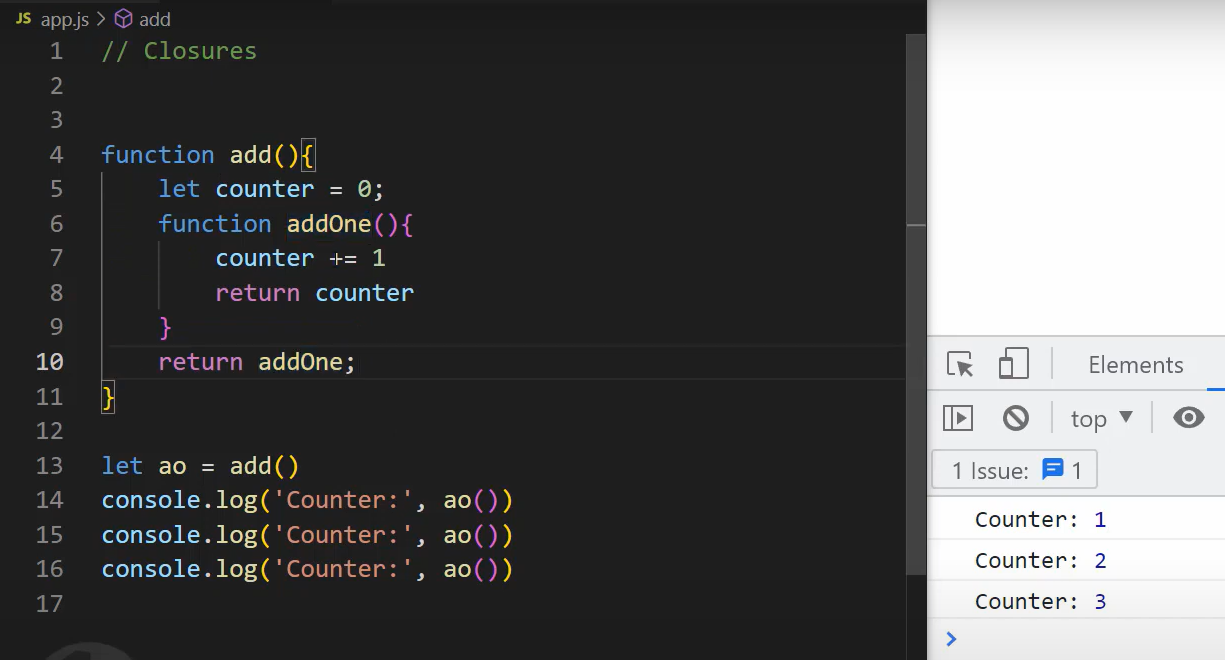 JS app.js > add
1 // Closures
2
3
4 function add(){
5 let counter = 0;
6 function addOne(){
7 counter += 1
8 return counter
9 }
10 return addOne;
11 }
12
13 let ao = add()
14 console.log('Counter:', ao())
15 console.log('Counter:', ao())
16 console.log('Counter:', ao())
17
Elements
top ▼
1 Issue: 1
Counter: 1
Counter: 2
Counter: 3
>